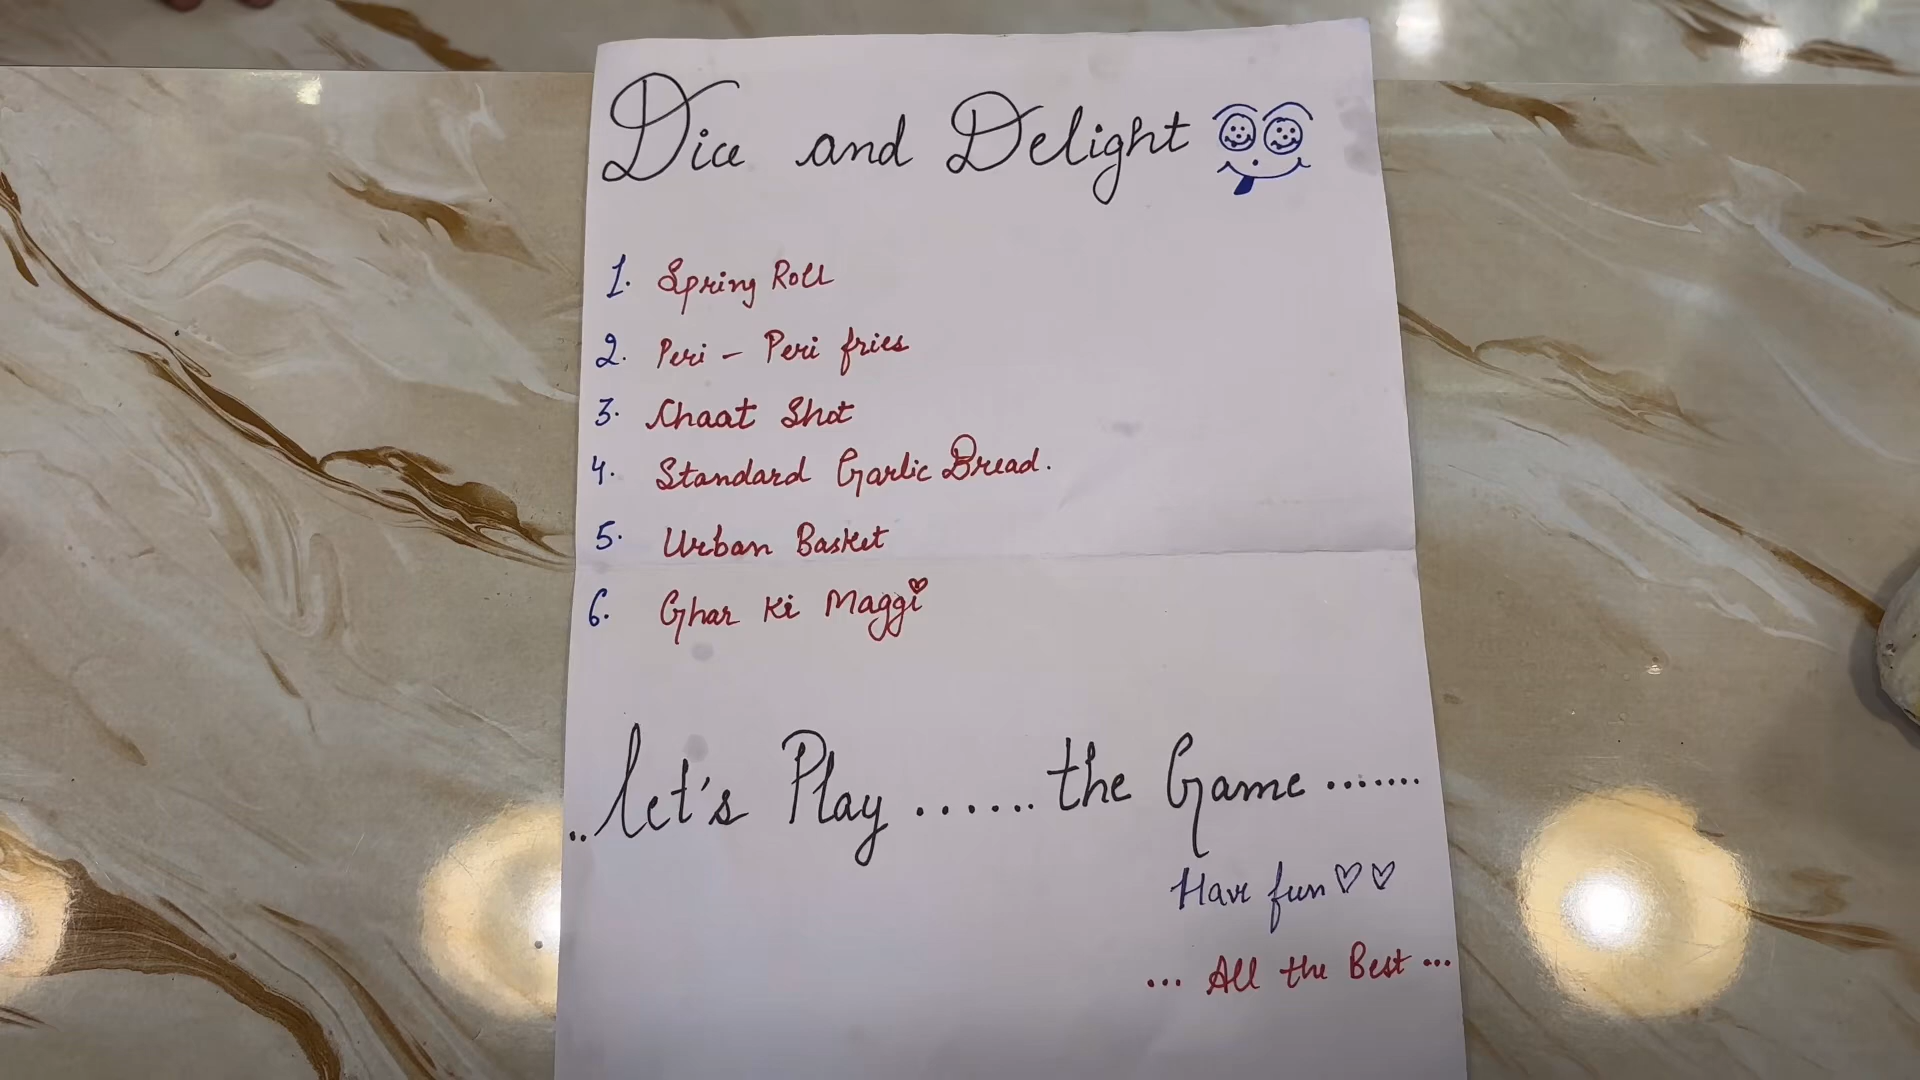 Dice and Delight
1. Spring Roll
2. Peri - Peri fries
3. Chaat Shot
4. Standard Garlic Bread.
5. Urban Basket
6. Ghar Ki Maggi
..Let's Play ...... the Game .......
Have fun ♡ ♡
... All the Best ...